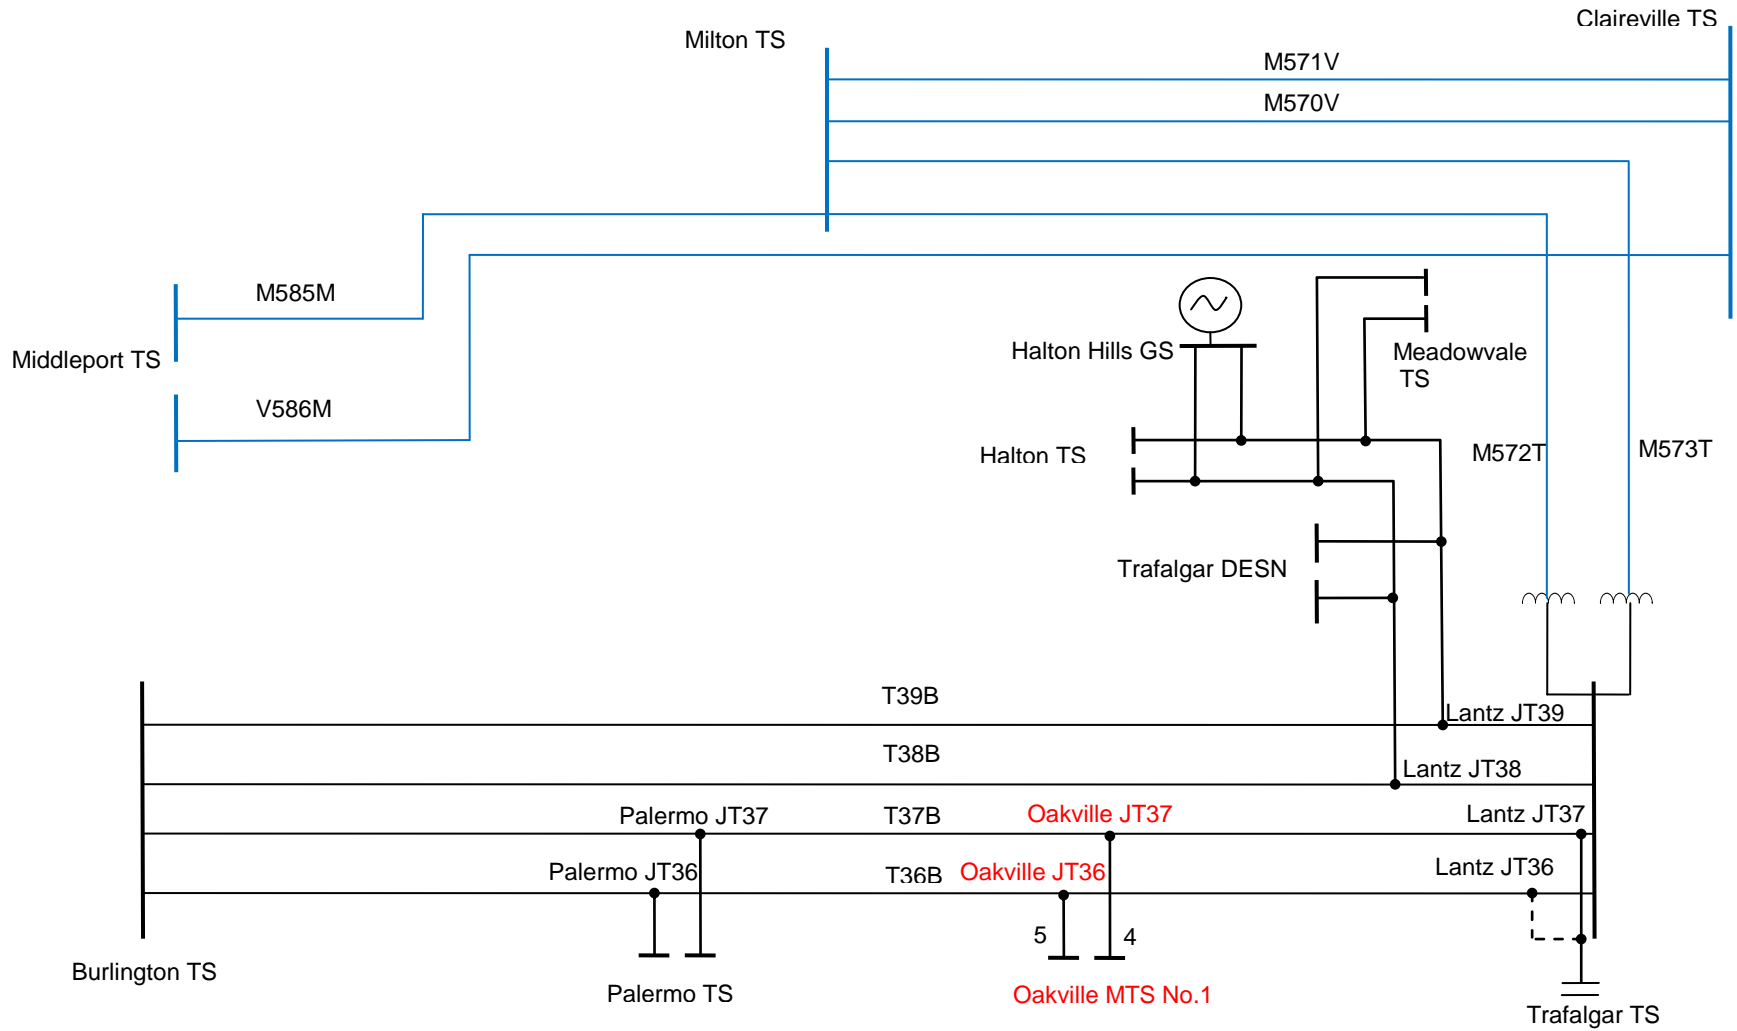 Claireville TS
Milton TS
M571V
M570V
M585M
Middleport TS
V586M
Halton Hills GS
Meadowvale
TS
Halton TS
M572T
M573T
Trafalgar DESN
T39B
Lantz JT39
T38B
Lantz JT38
Palermo JT37
T37B
Oakville JT37
Lantz JT37
Palermo JT36
T36B
Oakville JT36
Lantz JT36
5
4
Burlington TS
Palermo TS
Oakville MTS No.1
Trafalgar TS